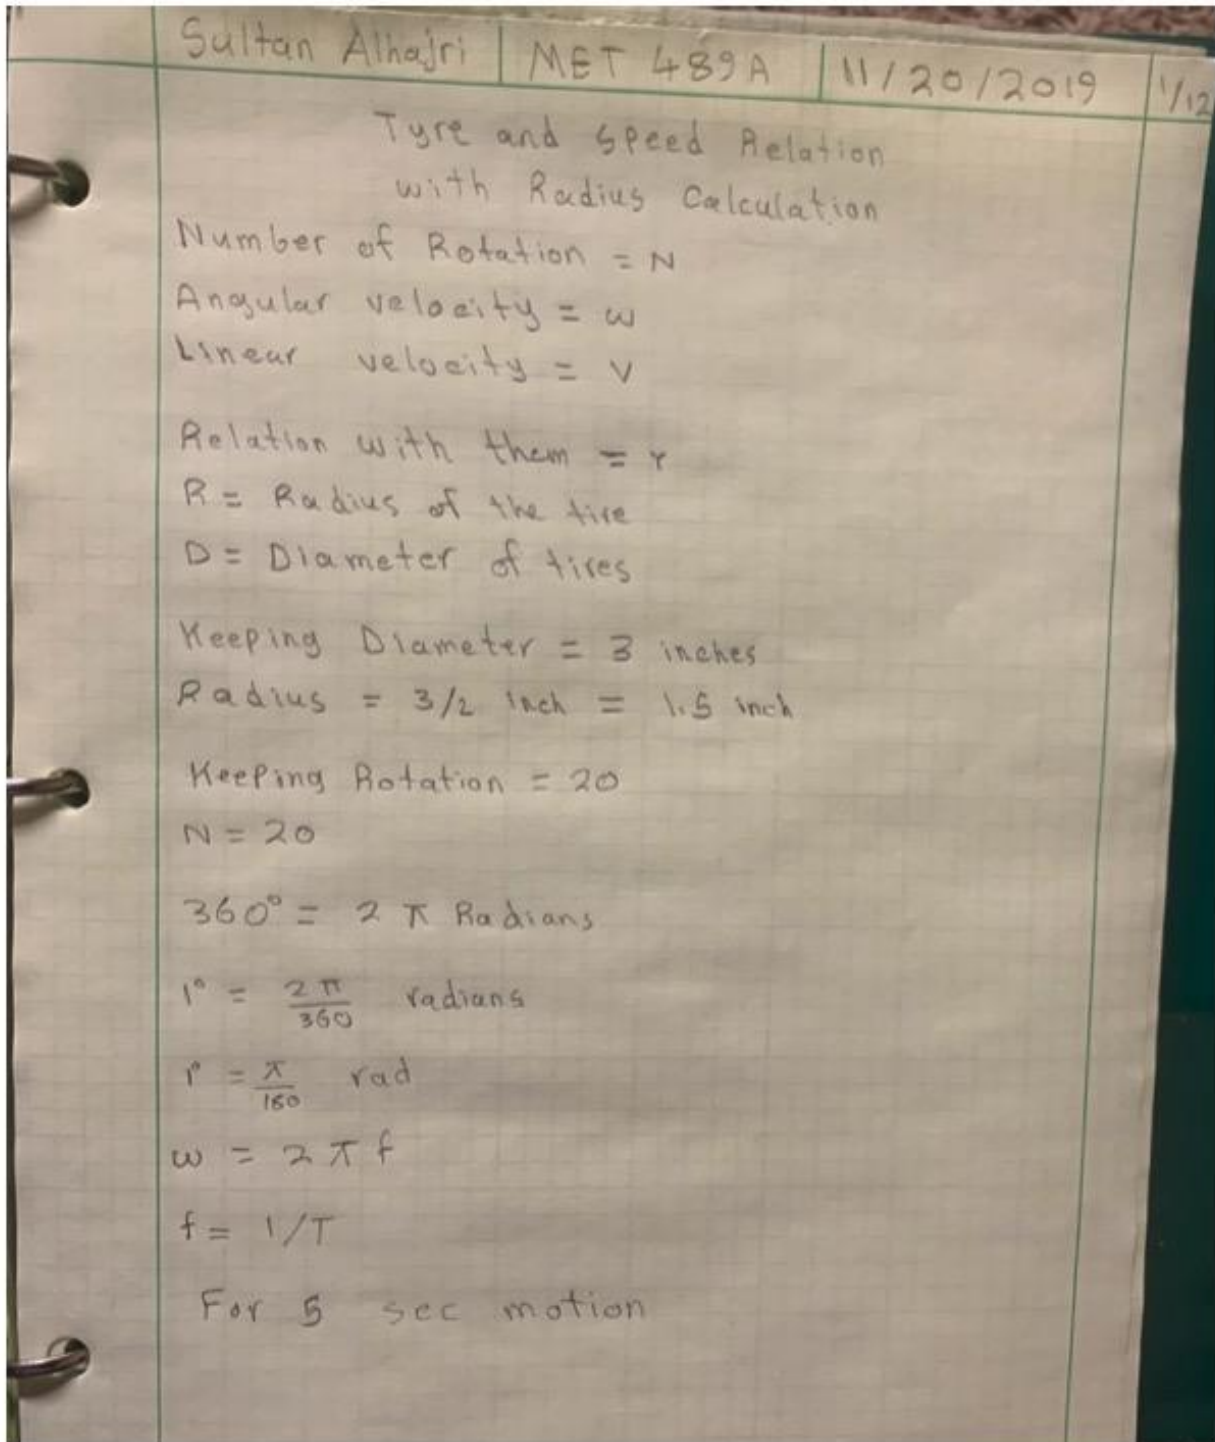 Sultan Alhajri | MET 489A | 11/20/2019 | 1/12
Tyre and Speed Relation
with Radius Calculation
Number of Rotation = N
Angular velocity = ω
Linear velocity = V
Relation with them = r
R = Radius of the tire
D = Diameter of tires
Keeping Diameter = 3 inches
Radius = 3/2 inch = 1.5 inch
Keeping Rotation = 20
N = 20
360° = 2 π Radians
1° = 2π/360 radians
1° = π/180 rad
ω = 2 π f
f = 1/T
For 5 sec motion